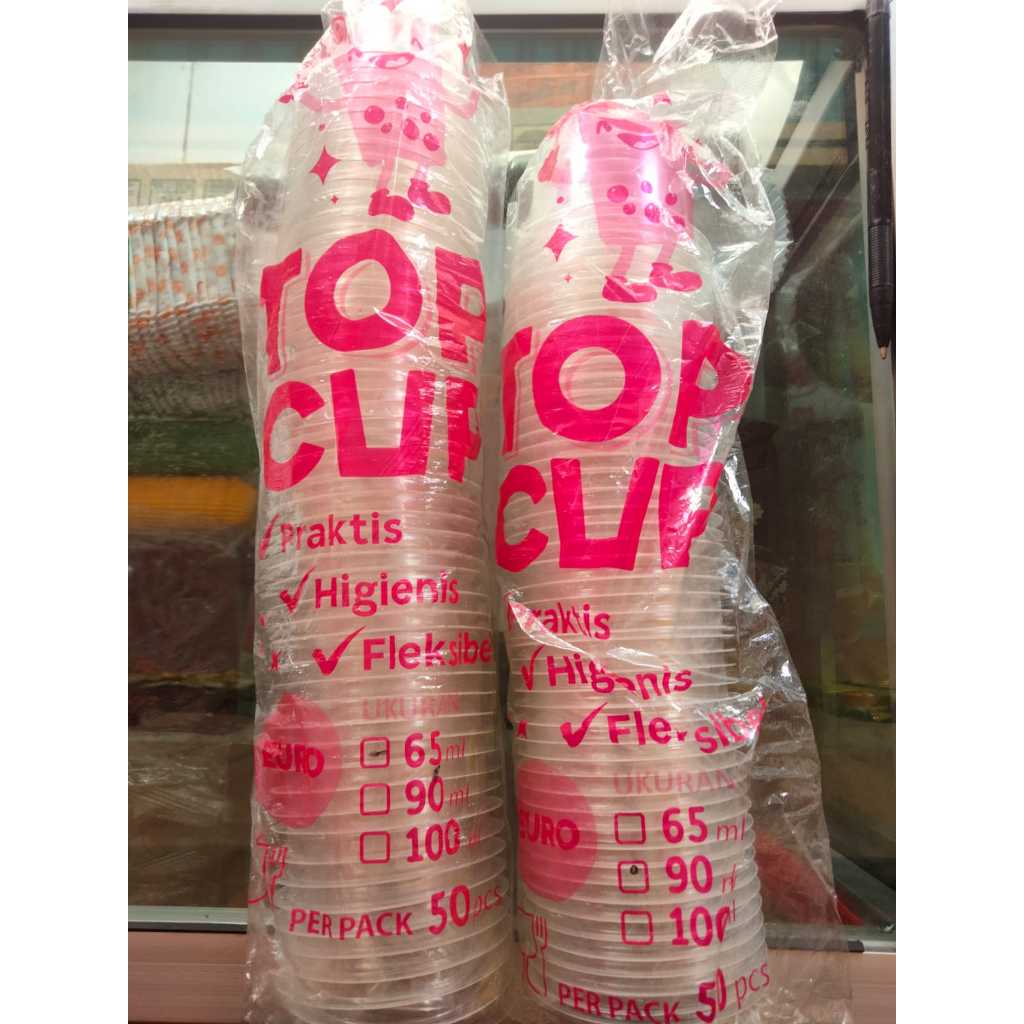 TOP
CUP
Praktis
Higienis
Fleksibel
UKURAN
EURO
65 ml
90 ml
100 ml
PER PACK 50 pcs
TOP
CUP
Praktis
Higienis
Fleksibel
UKURAN
EURO
65 ml
90 ml
100 ml
PER PACK 50 pcs